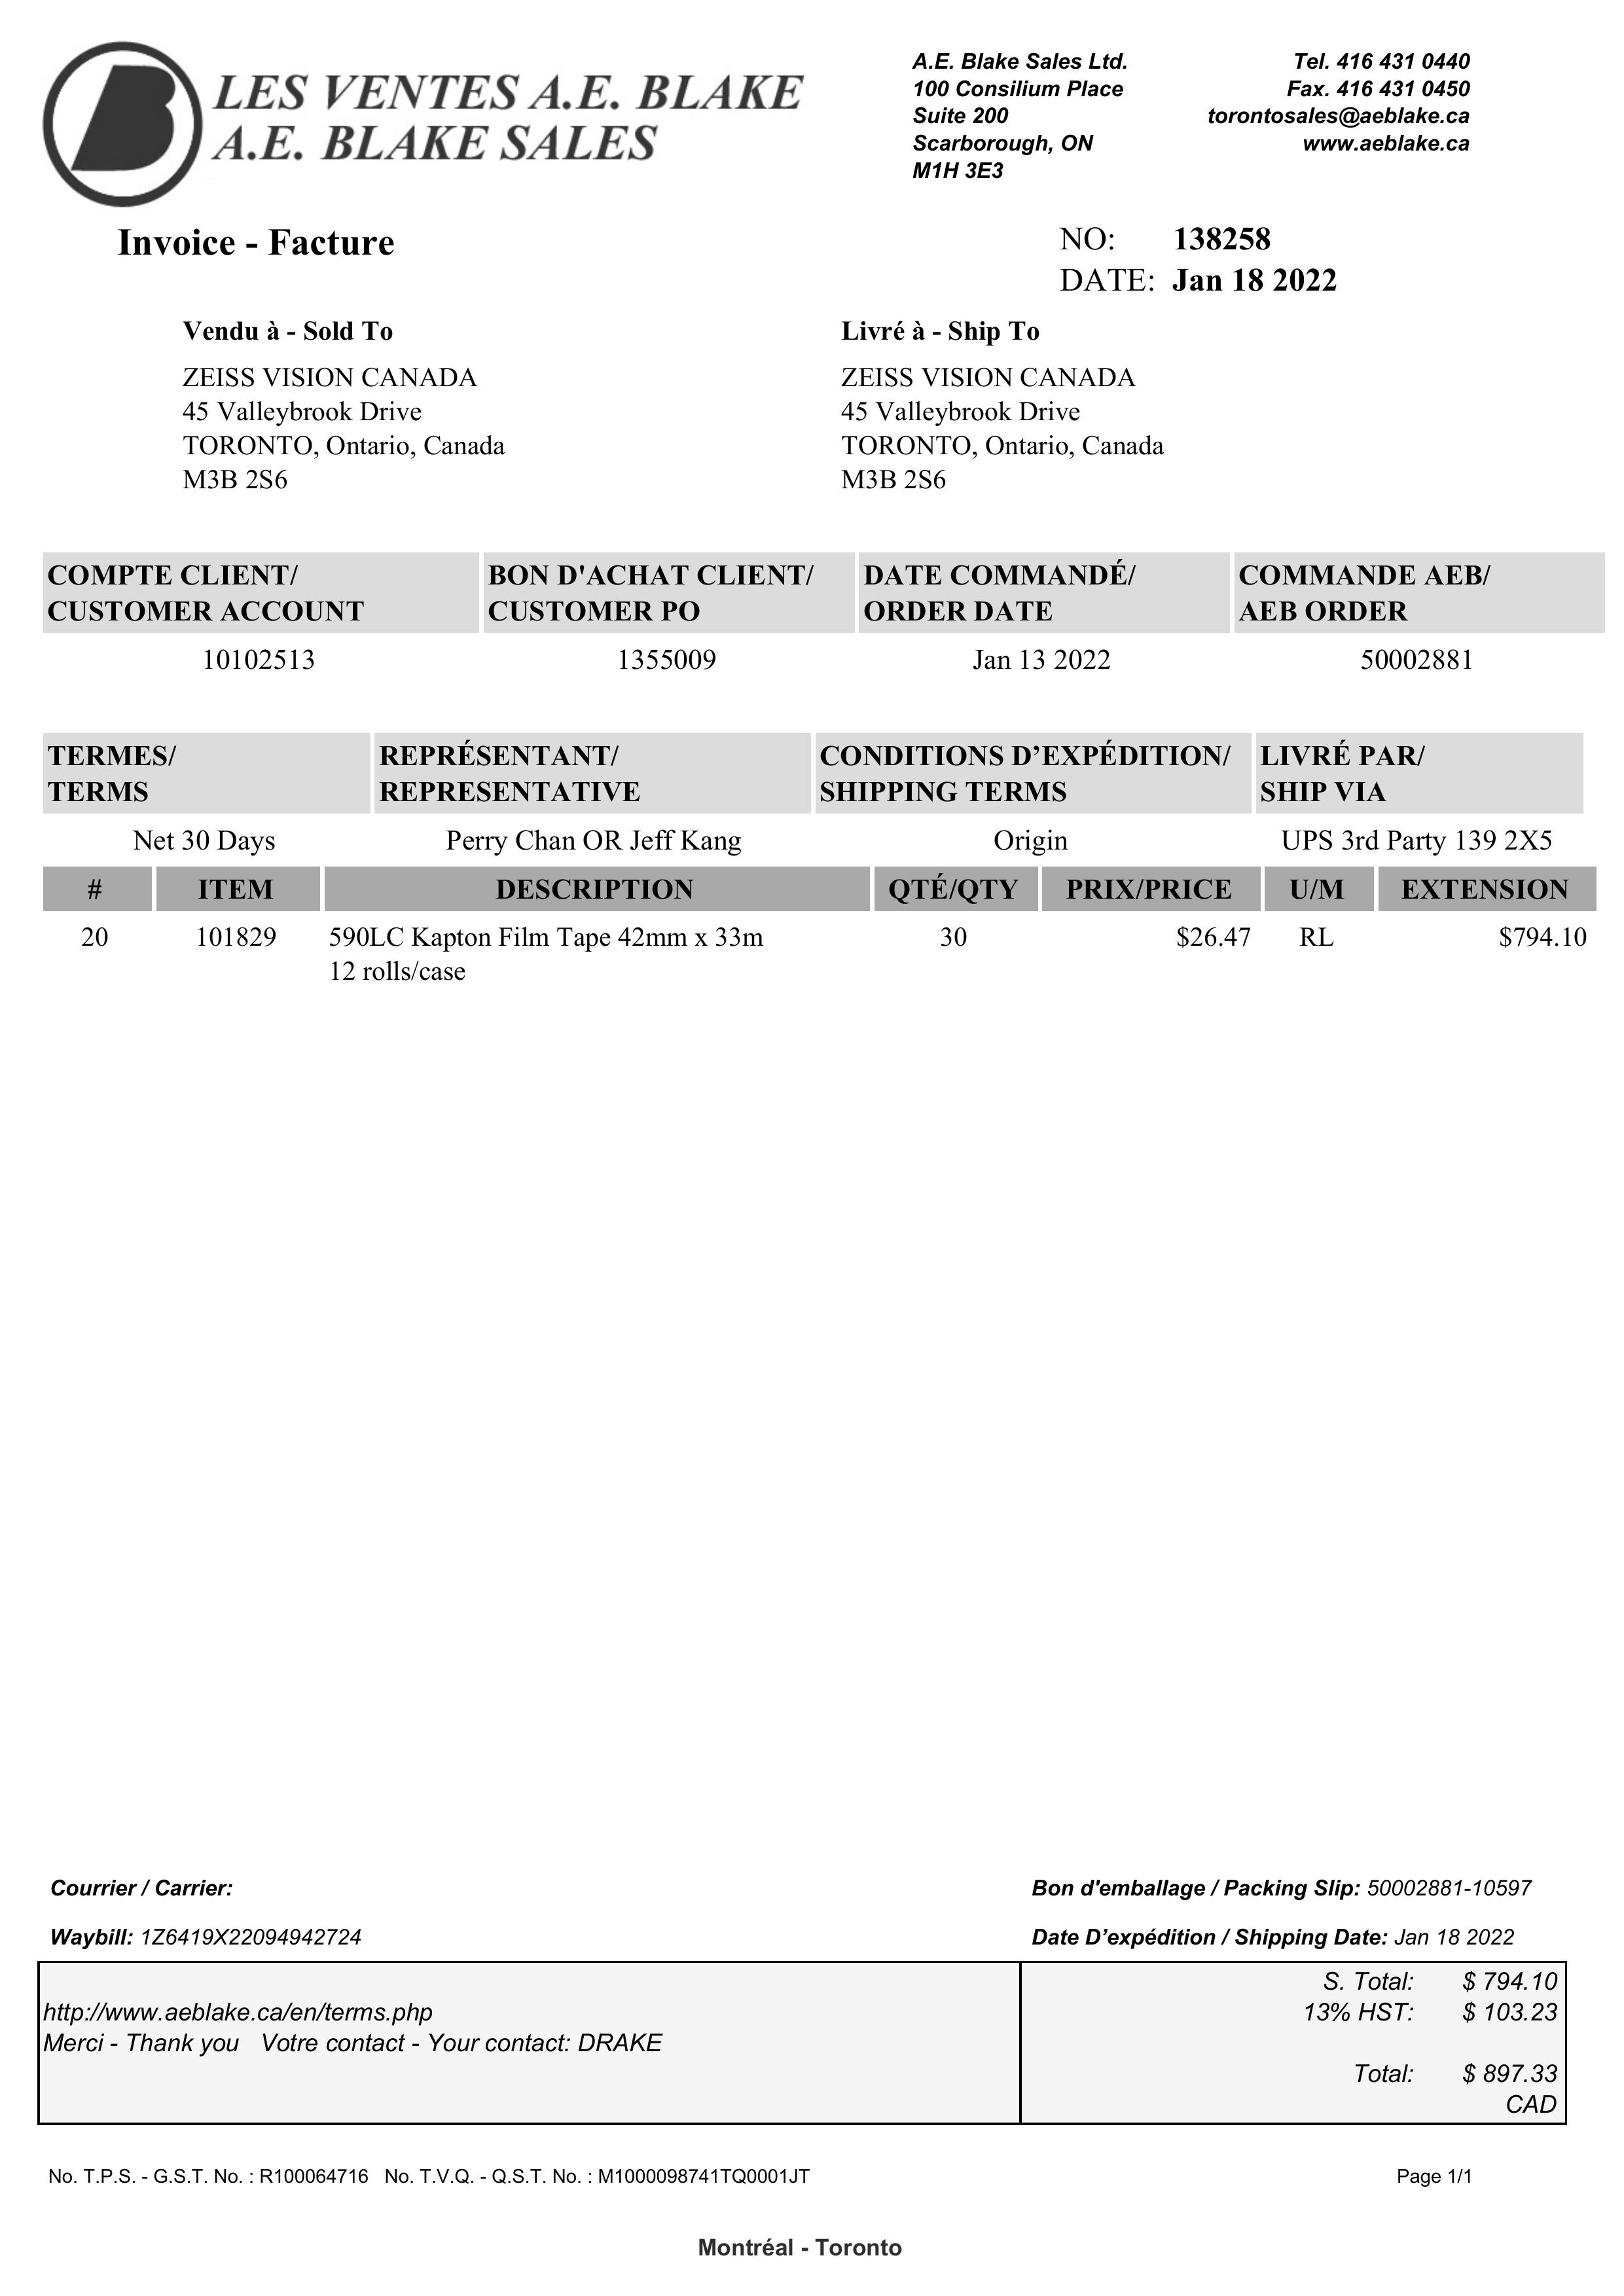 LES VENTES A.E. BLAKE
A.E. BLAKE SALES
A.E. Blake Sales Ltd.
100 Consilium Place
Suite 200
Scarborough, ON
M1H 3E3
Tel. 416 431 0440
Fax. 416 431 0450
torontosales@aeblake.ca
www.aeblake.ca
Invoice - Facture
NO: 138258
DATE: Jan 18 2022
Vendu à - Sold To
ZEISS VISION CANADA
45 Valleybrook Drive
TORONTO, Ontario, Canada
M3B 2S6
Livré à - Ship To
ZEISS VISION CANADA
45 Valleybrook Drive
TORONTO, Ontario, Canada
M3B 2S6
COMPTE CLIENT/ BON D'ACHAT CLIENT/ DATE COMMANDÉ/ COMMANDE AEB/
CUSTOMER ACCOUNT CUSTOMER PO ORDER DATE AEB ORDER
10102513 1355009 Jan 13 2022 50002881
TERMES/ REPRÉSENTANT/ CONDITIONS D’EXPÉDITION/ LIVRÉ PAR/
TERMS REPRESENTATIVE SHIPPING TERMS SHIP VIA
Net 30 Days Perry Chan OR Jeff Kang Origin UPS 3rd Party 139 2X5
# ITEM DESCRIPTION QTÉ/QTY PRIX/PRICE U/M EXTENSION
20 101829 590LC Kapton Film Tape 42mm x 33m 30 $26.47 RL $794.10
12 rolls/case
Courrier / Carrier:
Bon d'emballage / Packing Slip: 50002881-10597
Waybill: 1Z6419X22094942724
Date D’expédition / Shipping Date: Jan 18 2022
http://www.aeblake.ca/en/terms.php
Merci - Thank you Votre contact - Your contact: DRAKE
S. Total: $ 794.10
13% HST: $ 103.23
Total: $ 897.33
CAD
No. T.P.S. - G.S.T. No. : R100064716 No. T.V.Q. - Q.S.T. No. : M1000098741TQ0001JT
Page 1/1
Montréal - Toronto